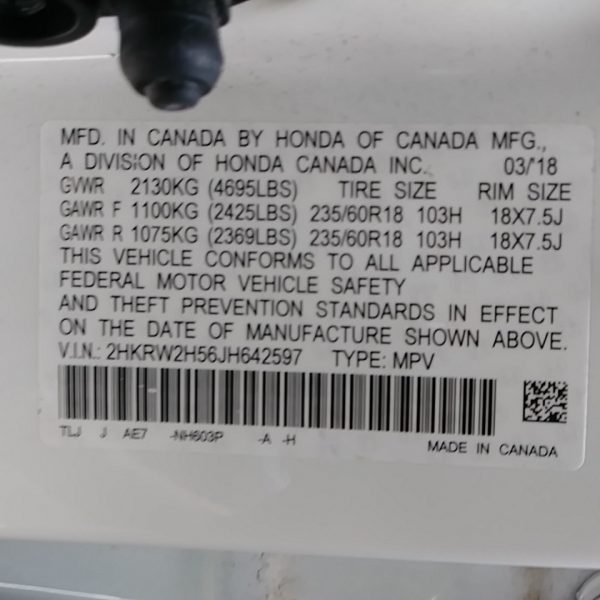 MFD. IN CANADA BY HONDA OF CANADA MFG.,
A DIVISION OF HONDA CANADA INC. 03/'18
GVWR 2130KG (4695LBS) TIRE SIZE RIM SIZE
GAWR F 1100KG (2425LBS) 235/60R18 103H 18X7.5J
GAWR R 1075KG (2369LBS) 235/60R18 103H 18X7.5J
THIS VEHICLE CONFORMS TO ALL APPLICABLE
FEDERAL MOTOR VEHICLE SAFETY
AND THEFT PREVENTION STANDARDS IN EFFECT
ON THE DATE OF MANUFACTURE SHOWN ABOVE.
V.I.N.: 2HKRW2H56JH642597 TYPE: MPV
TLJ J AE7 -NH603P -A -H
MADE IN CANADA